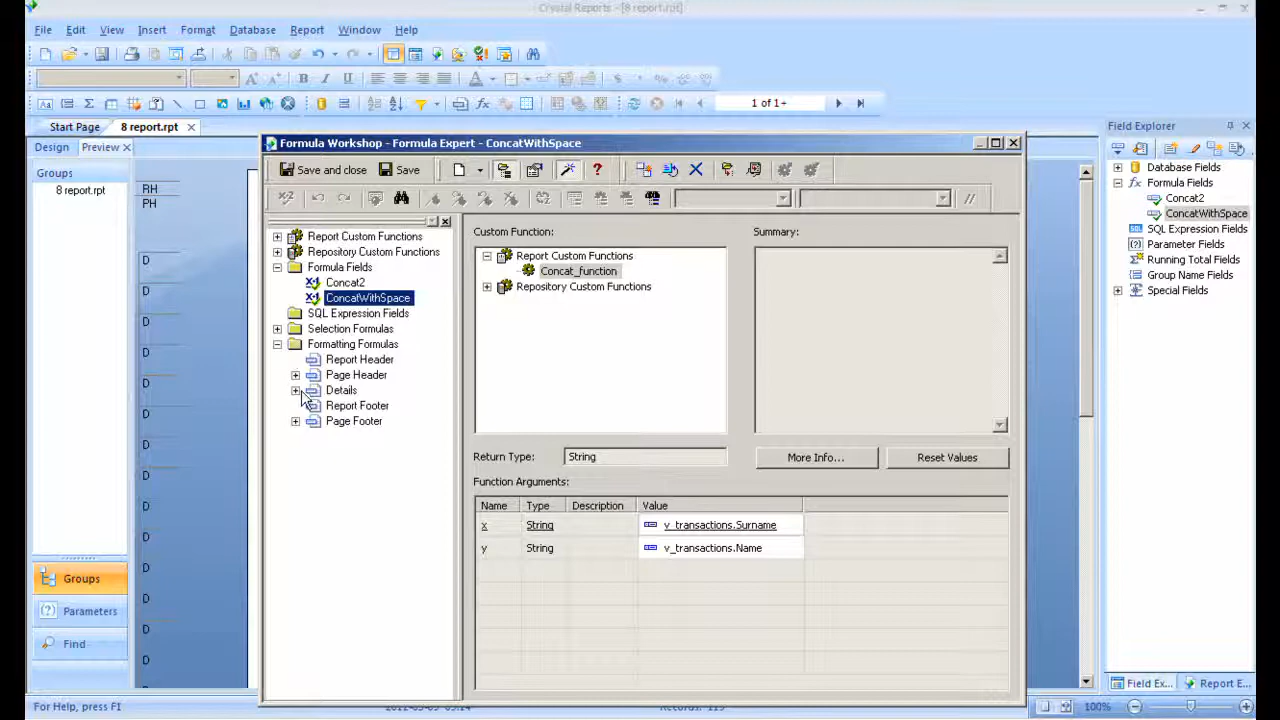 Crystal Reports - [8 report.rpt]
File Edit View Insert Format Database Report Window Help
1 of 1+
Start Page 8 report.rpt
Design Preview
Groups
8 report.rpt
RH
PH
D
D
D
D
D
D
D
D
D
D
D
D
D
D
Groups
Parameters
Find
Formula Workshop - Formula Expert - ConcatWithSpace
Save and close Save
Report Custom Functions
Repository Custom Functions
Formula Fields
Concat2
ConcatWithSpace
SQL Expression Fields
Selection Formulas
Formatting Formulas
Report Header
Page Header
Details
Report Footer
Page Footer
Custom Function:
Report Custom Functions
Concat_function
Repository Custom Functions
Summary:
Return Type: String
More Info... Reset Values
Function Arguments:
Name Type Description Value
x String v_transactions.Surname
y String v_transactions.Name
Field Explorer
Database Fields
Formula Fields
Concat2
ConcatWithSpace
SQL Expression Fields
Parameter Fields
Running Total Fields
Group Name Fields
Special Fields
Field Ex... Report E...
For Help, press F1
100%